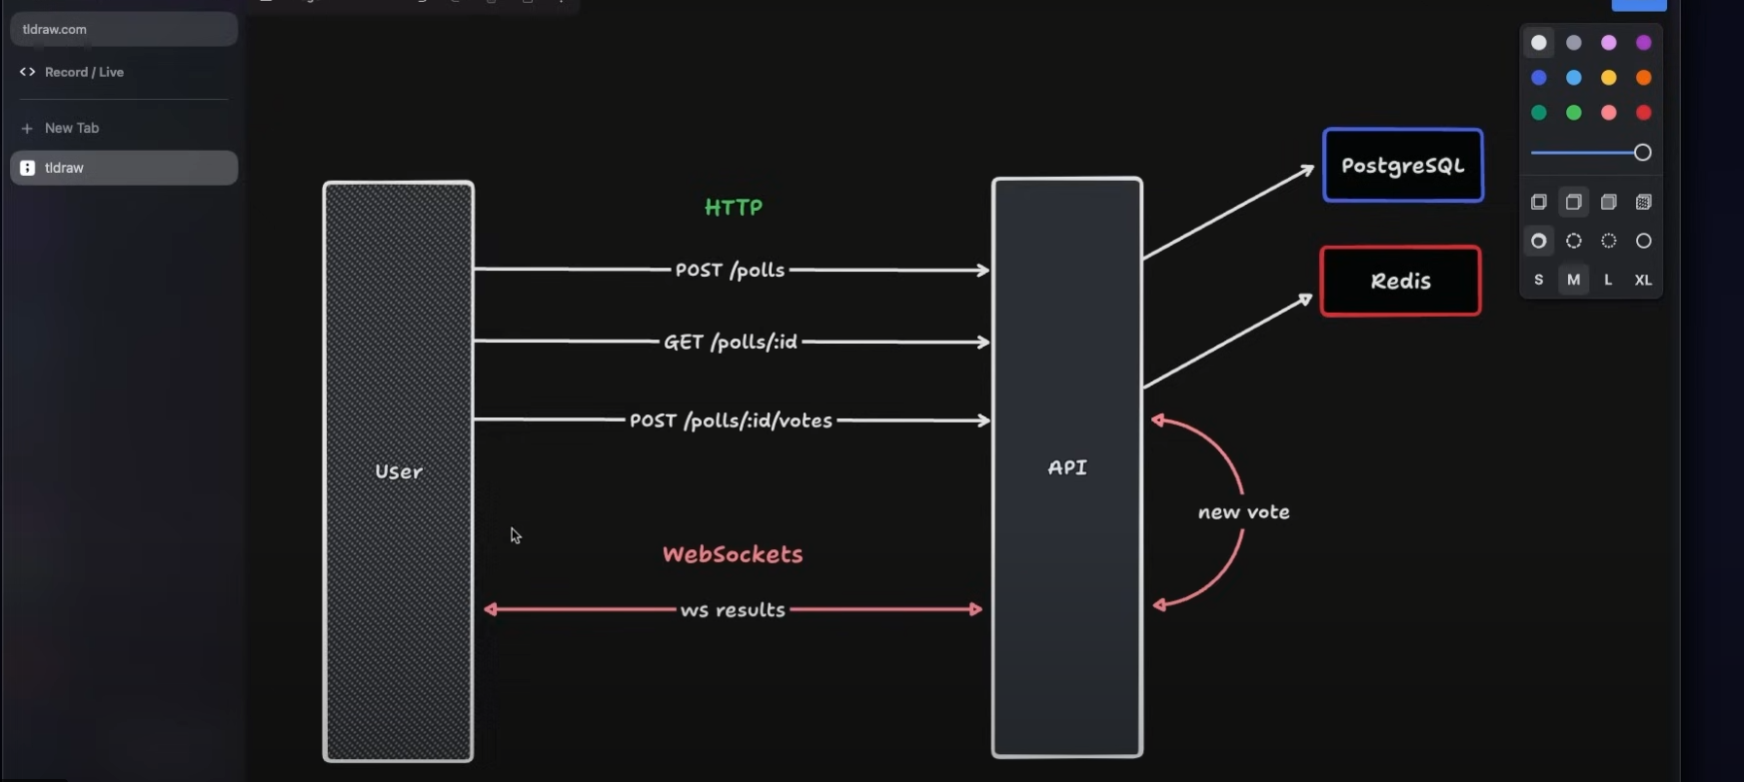 tldraw.com
Record / Live
New Tab
tldraw
HTTP
POST /polls
GET /polls/:id
POST /polls/:id/votes
User
WebSockets
ws results
API
PostgreSQL
Redis
new vote
S M L XL